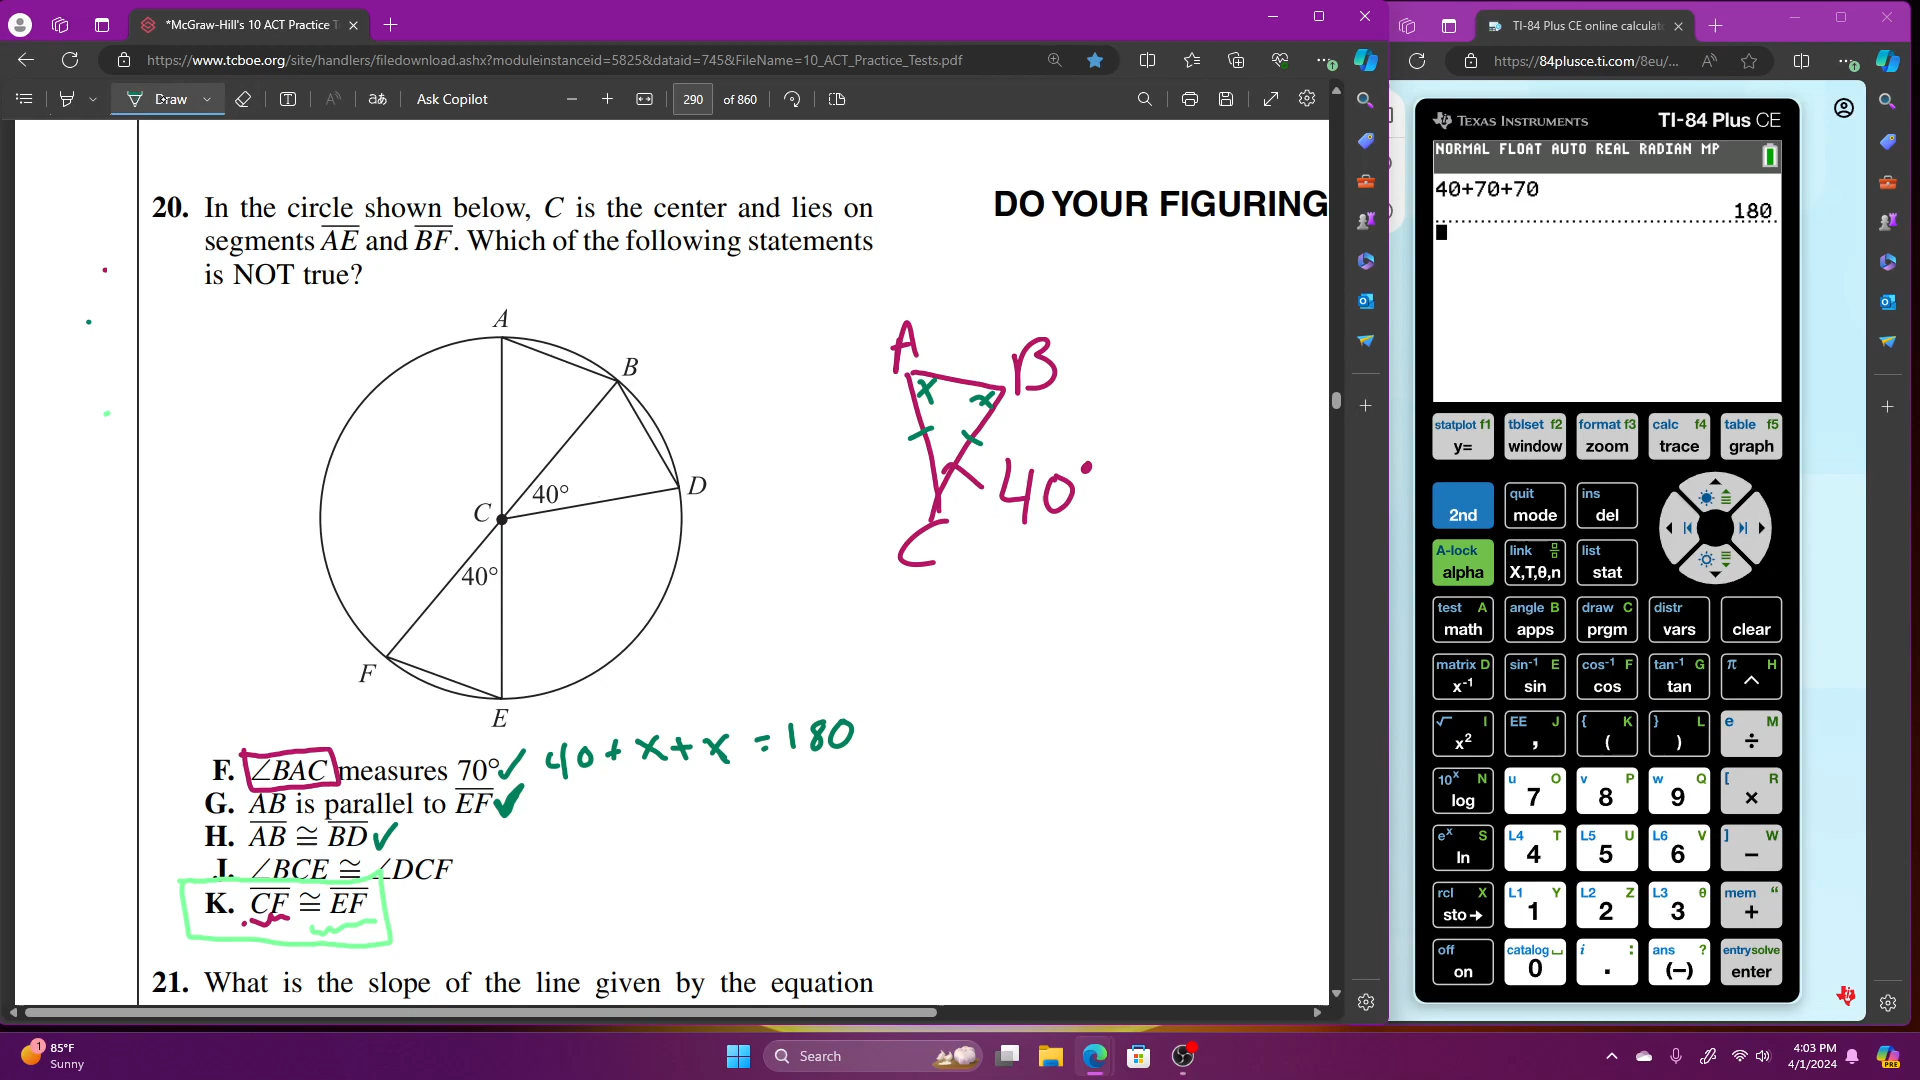 *McGraw-Hill's 10 ACT Practice T
https://www.tcboe.org/site/handlers/filedownload.ashx?moduleinstanceid=5825&dataid=745&FileName=10_ACT_Practice_Tests.pdf
Draw
Ask Copilot
290 of 860
20. In the circle shown below, C is the center and lies on
segments AE and BF. Which of the following statements
is NOT true?
DO YOUR FIGURING
A
B
C
D
E
F
40°
40°
A
B
C
40°
x
x
F. ∠BAC measures 70°
40 + x + x = 180
G. AB is parallel to EF
H. AB ≅ BD
J. ∠BCE ≅ ∠DCF
K. CF ≅ EF
21. What is the slope of the line given by the equation
TI-84 Plus CE online calculat
https://84plusce.ti.com/8eu/...
TEXAS INSTRUMENTS TI-84 Plus CE
NORMAL FLOAT AUTO REAL RADIAN MP
40+70+70
180
statplot f1 tblset f2 format f3 calc f4 table f5
y= window zoom trace graph
quit ins
2nd mode del
A-lock link list
alpha X,T,θ,n stat
test A angle B draw C distr
math apps prgm vars clear
matrix D sin⁻¹ E cos⁻¹ F tan⁻¹ G π H
x⁻¹ sin cos tan ^
√ I EE J { K } L e M
x² , ( ) ÷
10ˣ N u O v P w Q [ R
log 7 8 9 ×
eˣ S L4 T L5 U L6 V ] W
ln 4 5 6 −
rcl X L1 Y L2 Z L3 θ mem "
sto→ 1 2 3 +
off catalog i : ans ? entry solve
on 0 . (−) enter
1
85°F
Sunny
Search
4:03 PM
4/1/2024
PRE